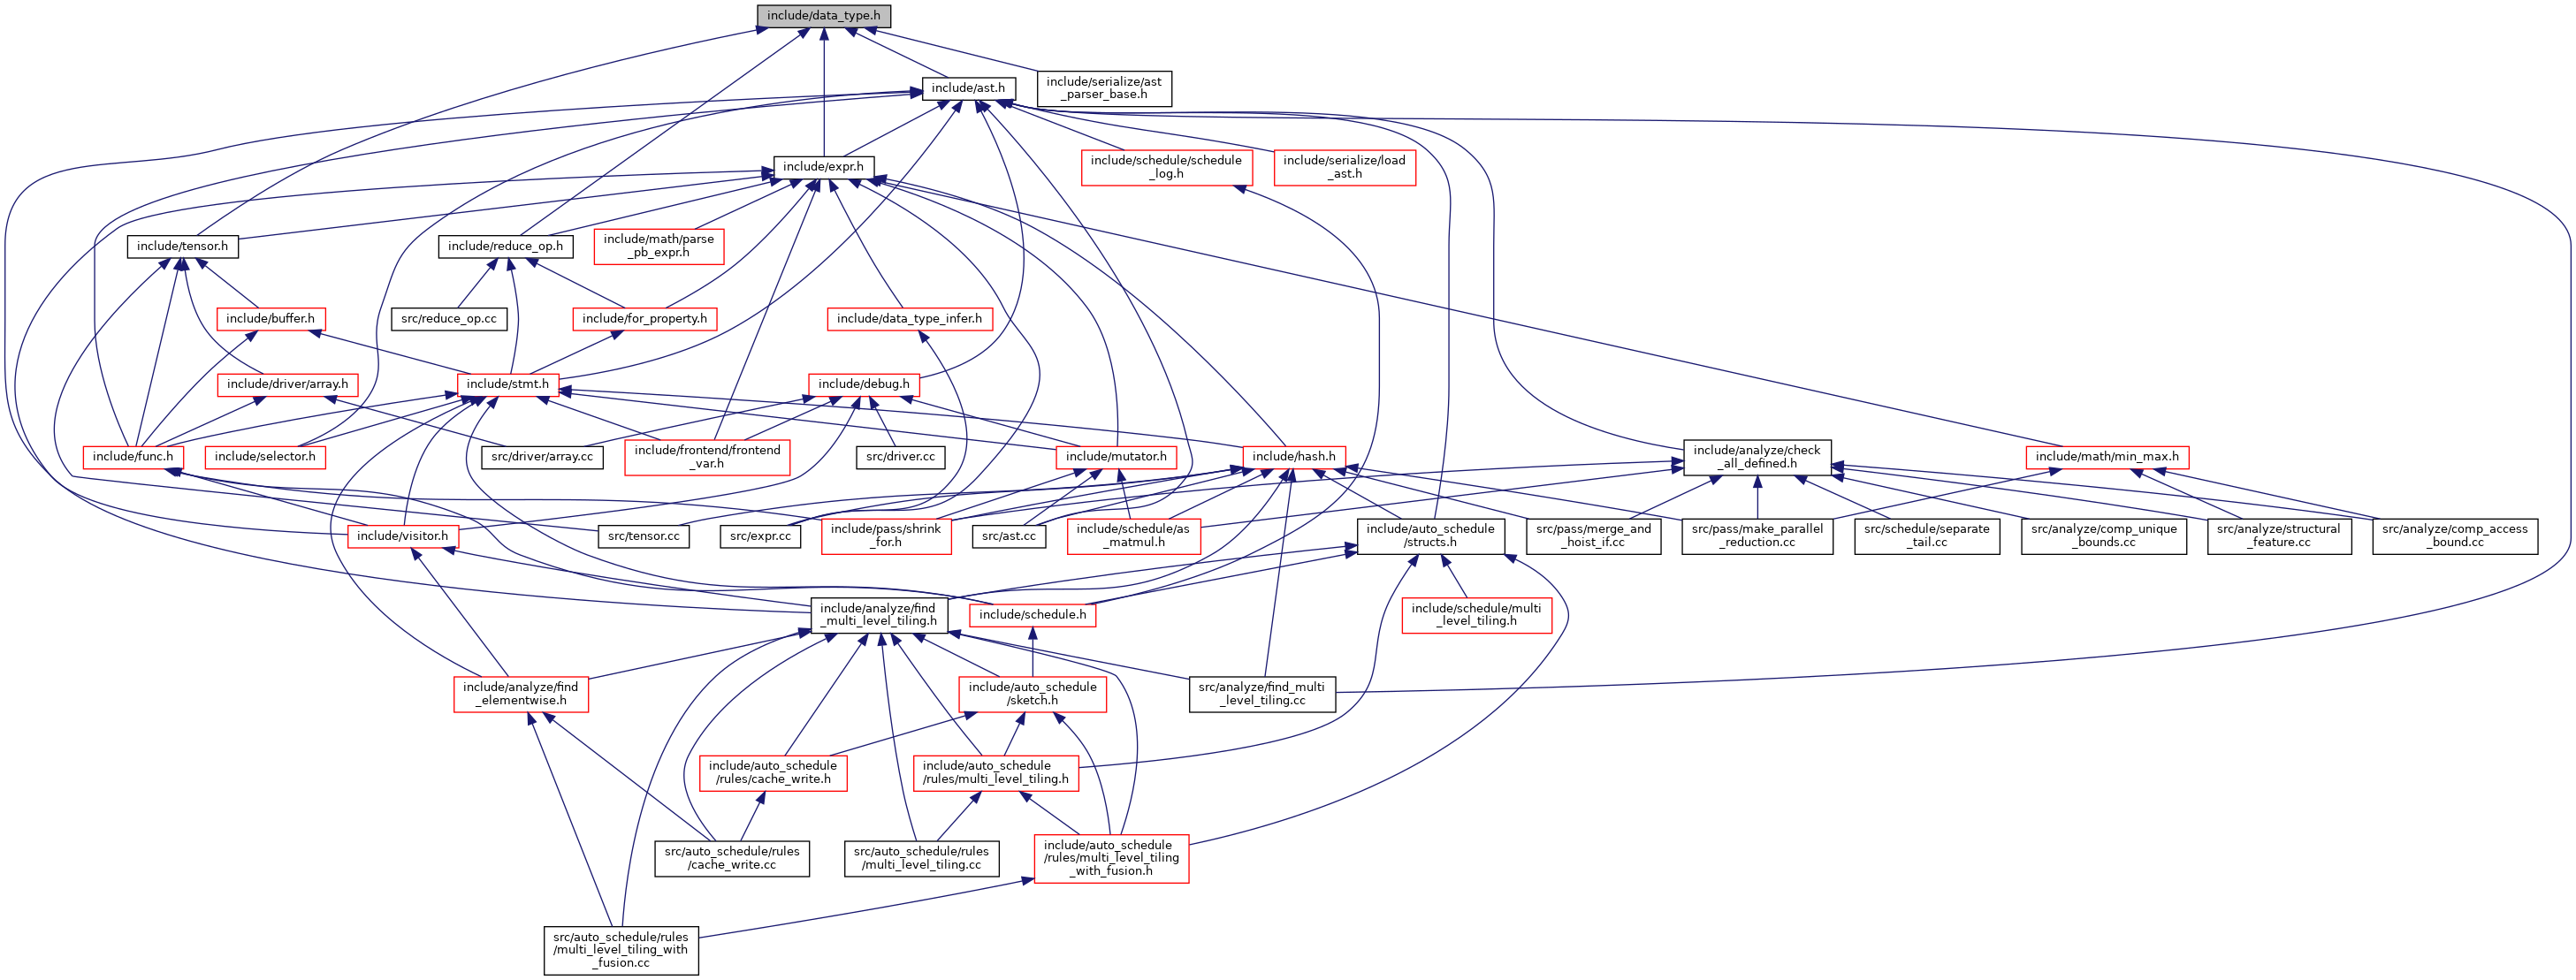 include/data_type.h
include/ast.h
include/serialize/ast
_parser_base.h
include/expr.h
include/schedule/schedule
_log.h
include/serialize/load
_ast.h
include/tensor.h
include/reduce_op.h
include/math/parse
_pb_expr.h
include/buffer.h
src/reduce_op.cc
include/for_property.h
include/data_type_infer.h
include/driver/array.h
include/stmt.h
include/debug.h
include/func.h
include/selector.h
src/driver/array.cc
include/frontend/frontend
_var.h
src/driver.cc
include/mutator.h
include/hash.h
include/analyze/check
_all_defined.h
include/math/min_max.h
include/visitor.h
src/tensor.cc
src/expr.cc
include/pass/shrink
_for.h
src/ast.cc
include/schedule/as
_matmul.h
include/auto_schedule
/structs.h
src/pass/merge_and
_hoist_if.cc
src/pass/make_parallel
_reduction.cc
src/schedule/separate
_tail.cc
src/analyze/comp_unique
_bounds.cc
src/analyze/structural
_feature.cc
src/analyze/comp_access
_bound.cc
include/analyze/find
_multi_level_tiling.h
include/schedule.h
include/schedule/multi
_level_tiling.h
include/analyze/find
_elementwise.h
include/auto_schedule
/sketch.h
src/analyze/find_multi
_level_tiling.cc
include/auto_schedule
/rules/cache_write.h
include/auto_schedule
/rules/multi_level_tiling.h
src/auto_schedule/rules
/cache_write.cc
src/auto_schedule/rules
/multi_level_tiling.cc
include/auto_schedule
/rules/multi_level_tiling
_with_fusion.h
src/auto_schedule/rules
/multi_level_tiling_with
_fusion.cc